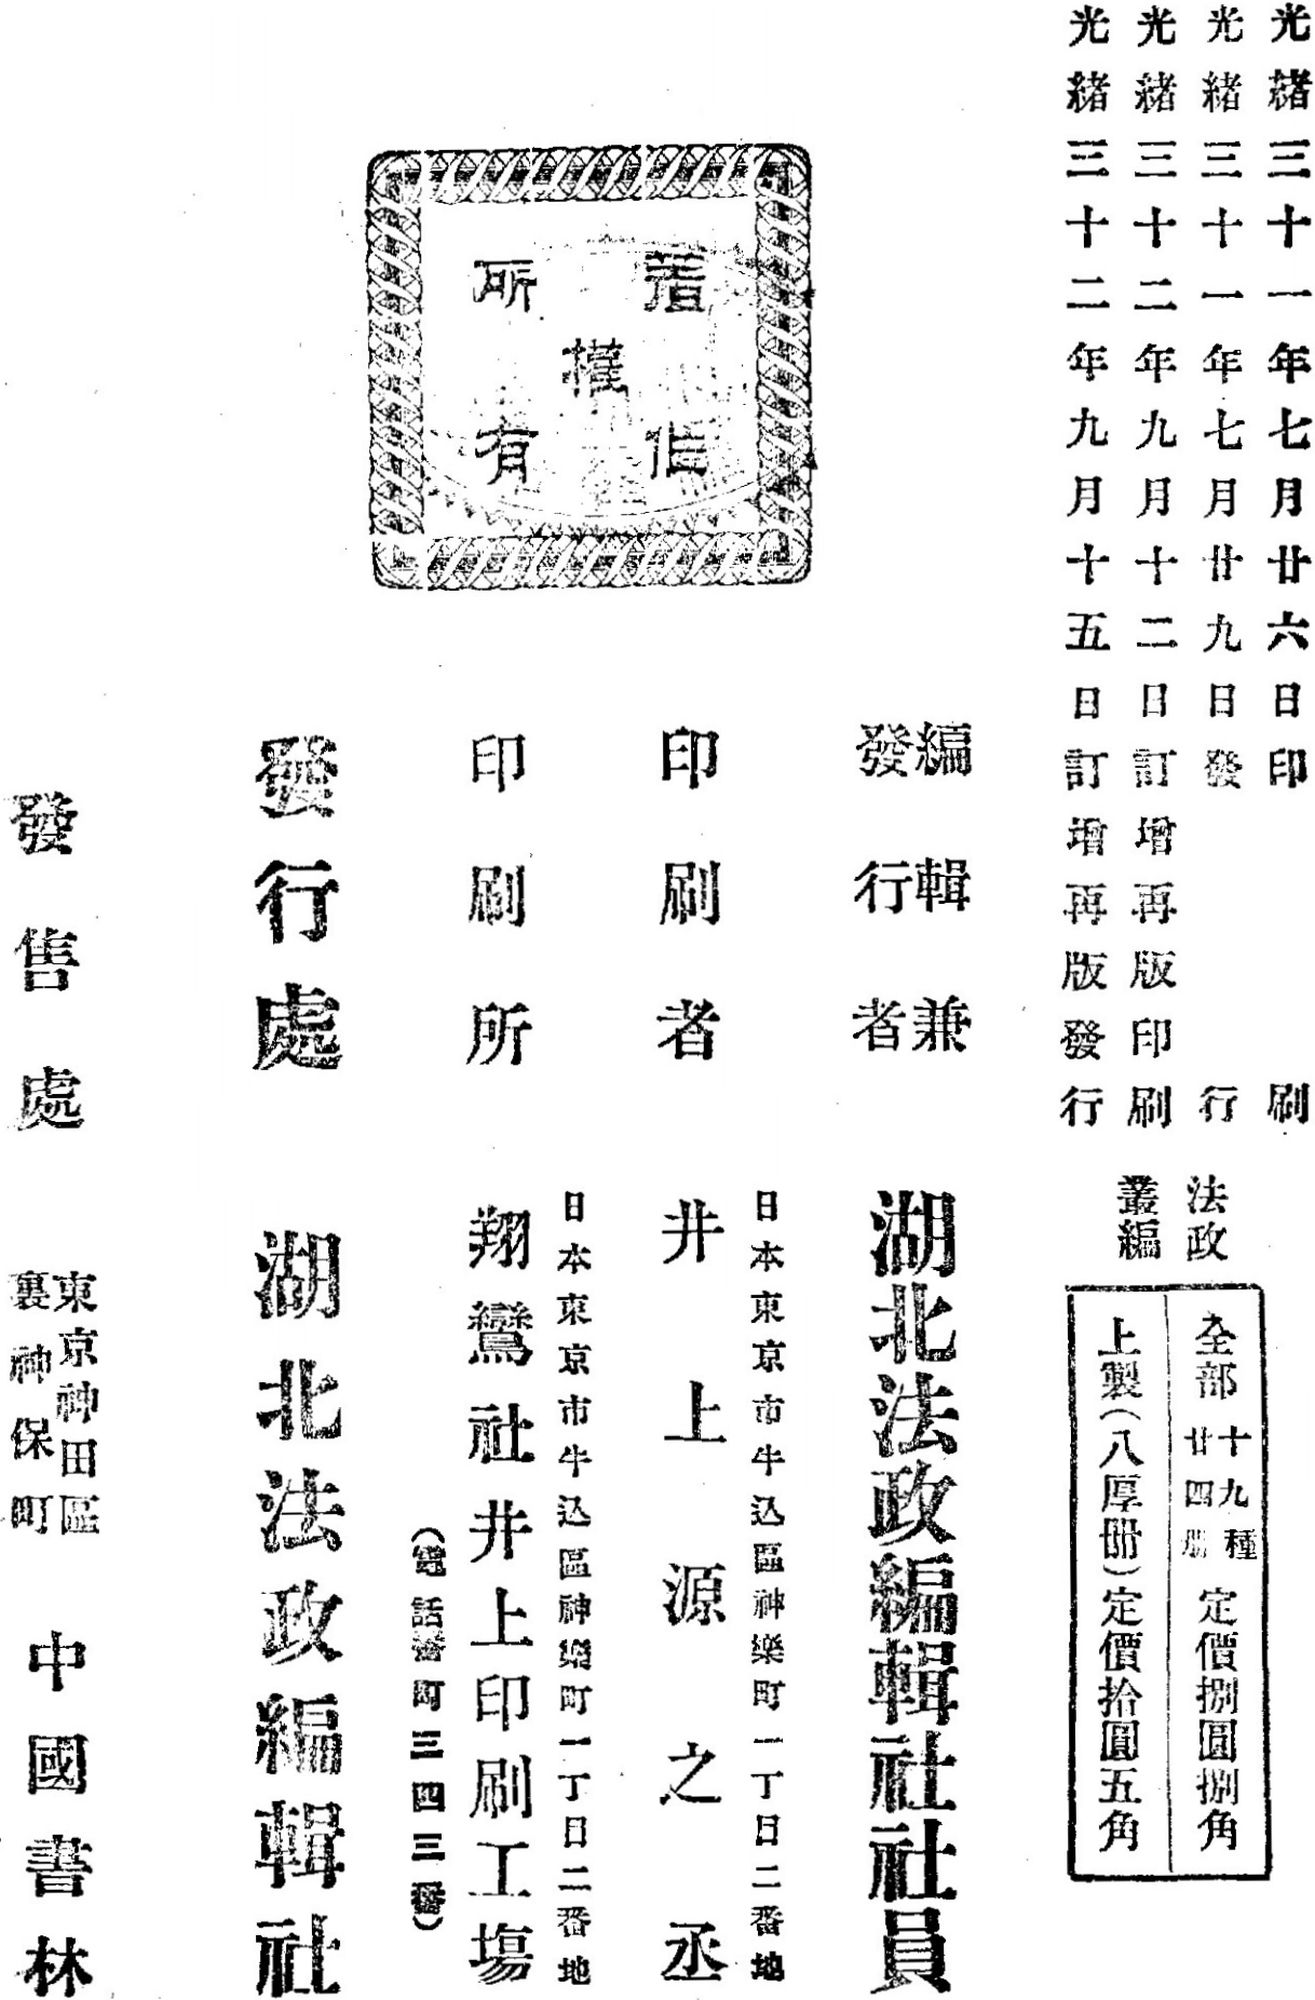 光緒三十一年七月廿六日印刷
光緒三十一年七月廿九日發行
光緒三十二年九月十二日訂增再版印刷
光緒三十二年九月十五日訂增再版發行
法政
叢編
全部
十九種
廿四册
定價捌圓捌角
上製(八厚冊)定價拾圓五角
編輯兼
發行者
湖北法政編輯社社員
日本東京市牛込區神樂町一丁目二番地
印刷者
井上源之丞
日本東京市牛込區神樂町一丁目二番地
印刷所
翔鸞社井上印刷工塲
(電話番町三四三番)
著作
權
所有
發行處
湖北法政編輯社
發售處
東京神田區
裏神保町
中國書林